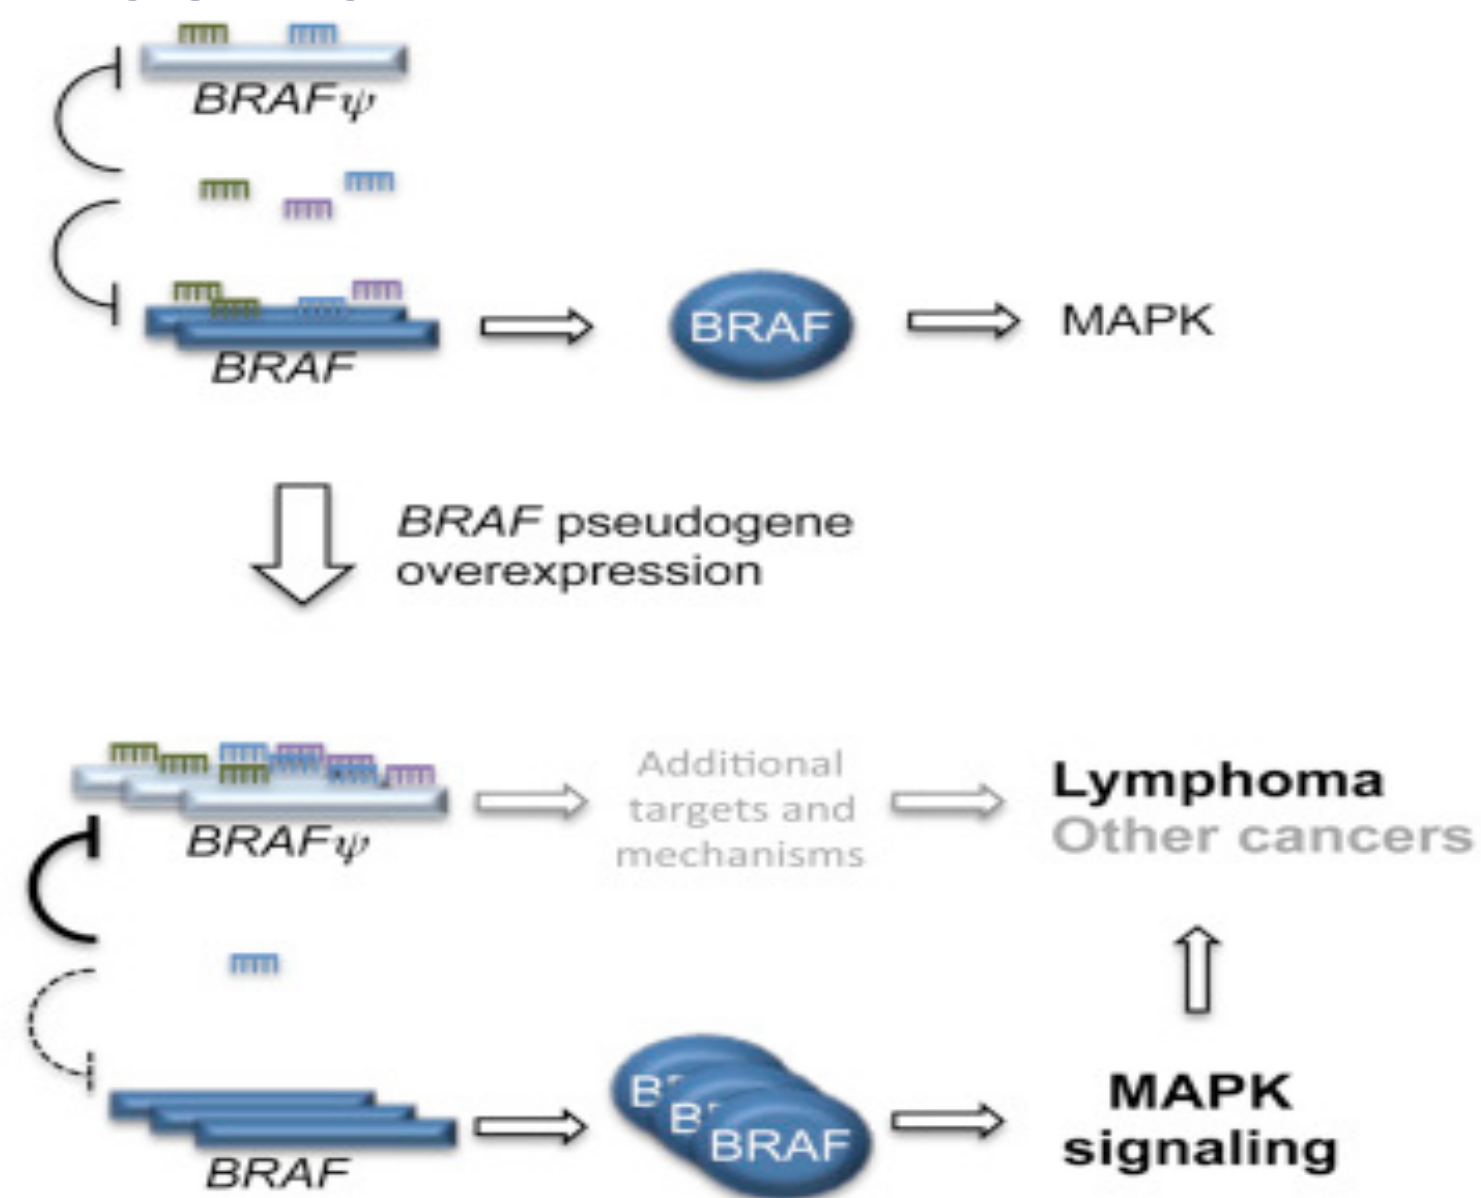 BRAFψ
BRAF
BRAF
MAPK
BRAF pseudogene
overexpression
BRAFψ
Additional
targets and
mechanisms
Lymphoma
Other cancers
BRAF
B
B
BRAF
MAPK
signaling